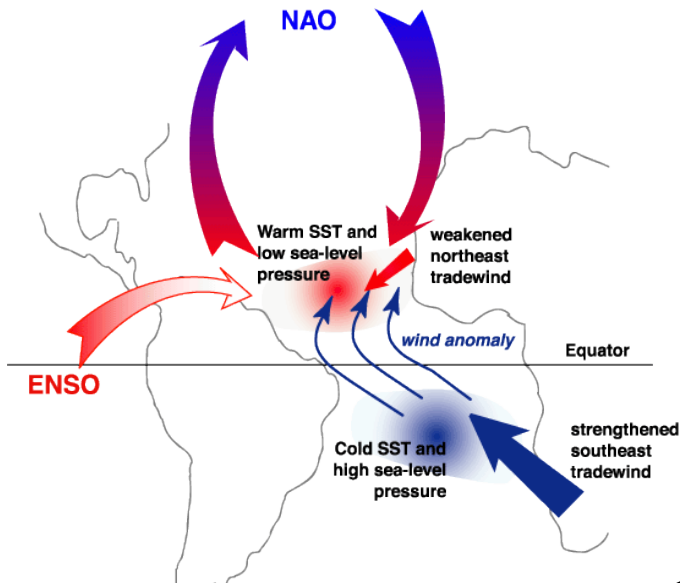 NAO
Warm SST and
low sea-level
pressure
weakened
northeast
tradewind
wind anomaly
Equator
ENSO
Cold SST and
high sea-level
pressure
strengthened
southeast
tradewind